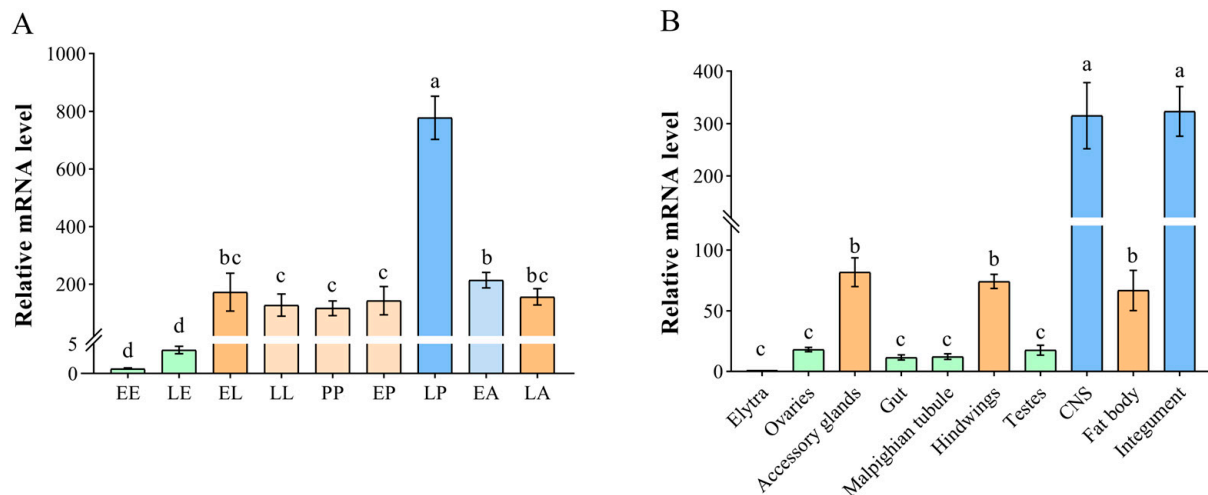 A
Relative mRNA level
1000
800
600
400
200
5
0
d
d
bc
c
c
c
a
b
bc
EE LE EL LL PP EP LP EA LA
B
Relative mRNA level
400
300
200
100
50
0
c
c
b
c
c
b
c
a
b
a
Elytra
Ovaries
Accessory glands
Gut
Malpighian tubule
Hindwings
Testes
CNS
Fat body
Integument